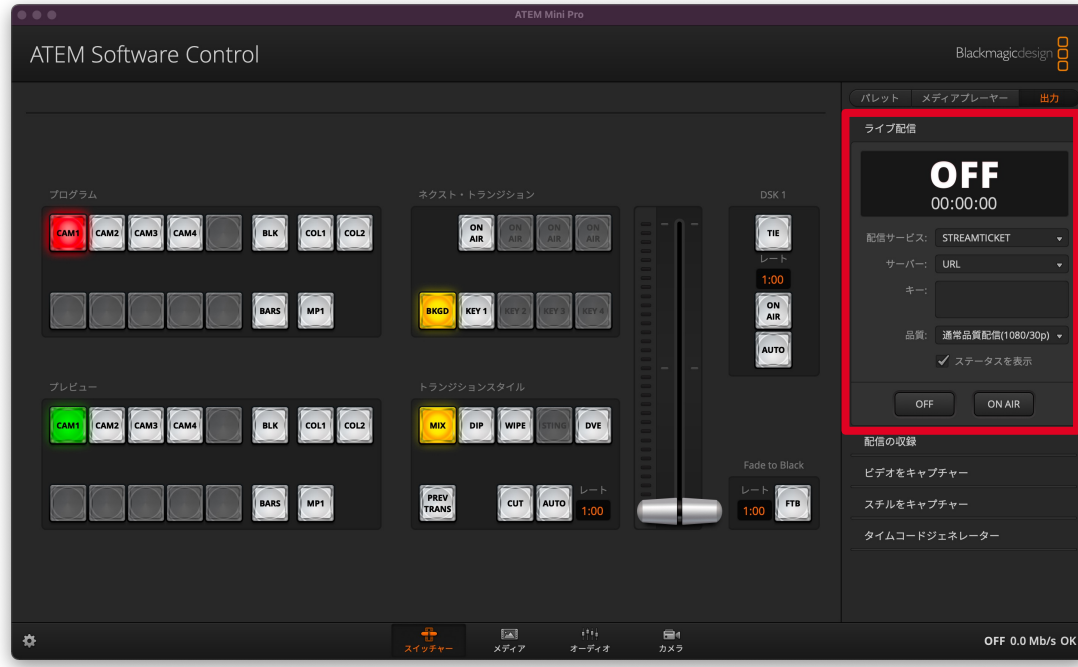 ATEM Mini Pro
ATEM Software Control
Blackmagicdesign
パレット メディアプレーヤー 出力
ライブ配信
OFF
00:00:00
配信サービス: STREAMTICKET
サーバー: URL
キー:
品質: 通常品質配信(1080/30p)
ステータスを表示
OFF ON AIR
配信の収録
ビデオをキャプチャー
スチルをキャプチャー
タイムコードジェネレーター
プログラム
CAM1 CAM2 CAM3 CAM4 BLK COL1 COL2
BARS MP1
プレビュー
CAM1 CAM2 CAM3 CAM4 BLK COL1 COL2
BARS MP1
ネクスト・トランジション
ON AIR ON AIR ON AIR ON AIR
BKGD KEY 1 KEY 2 KEY 3 KEY 4
トランジションスタイル
MIX DIP WIPE STING DVE
レート
PREV TRANS CUT AUTO 1:00
DSK 1
TIE
レート
1:00
ON AIR
AUTO
Fade to Black
レート
1:00 FTB
スイッチャー メディア オーディオ カメラ
OFF 0.0 Mb/s OK